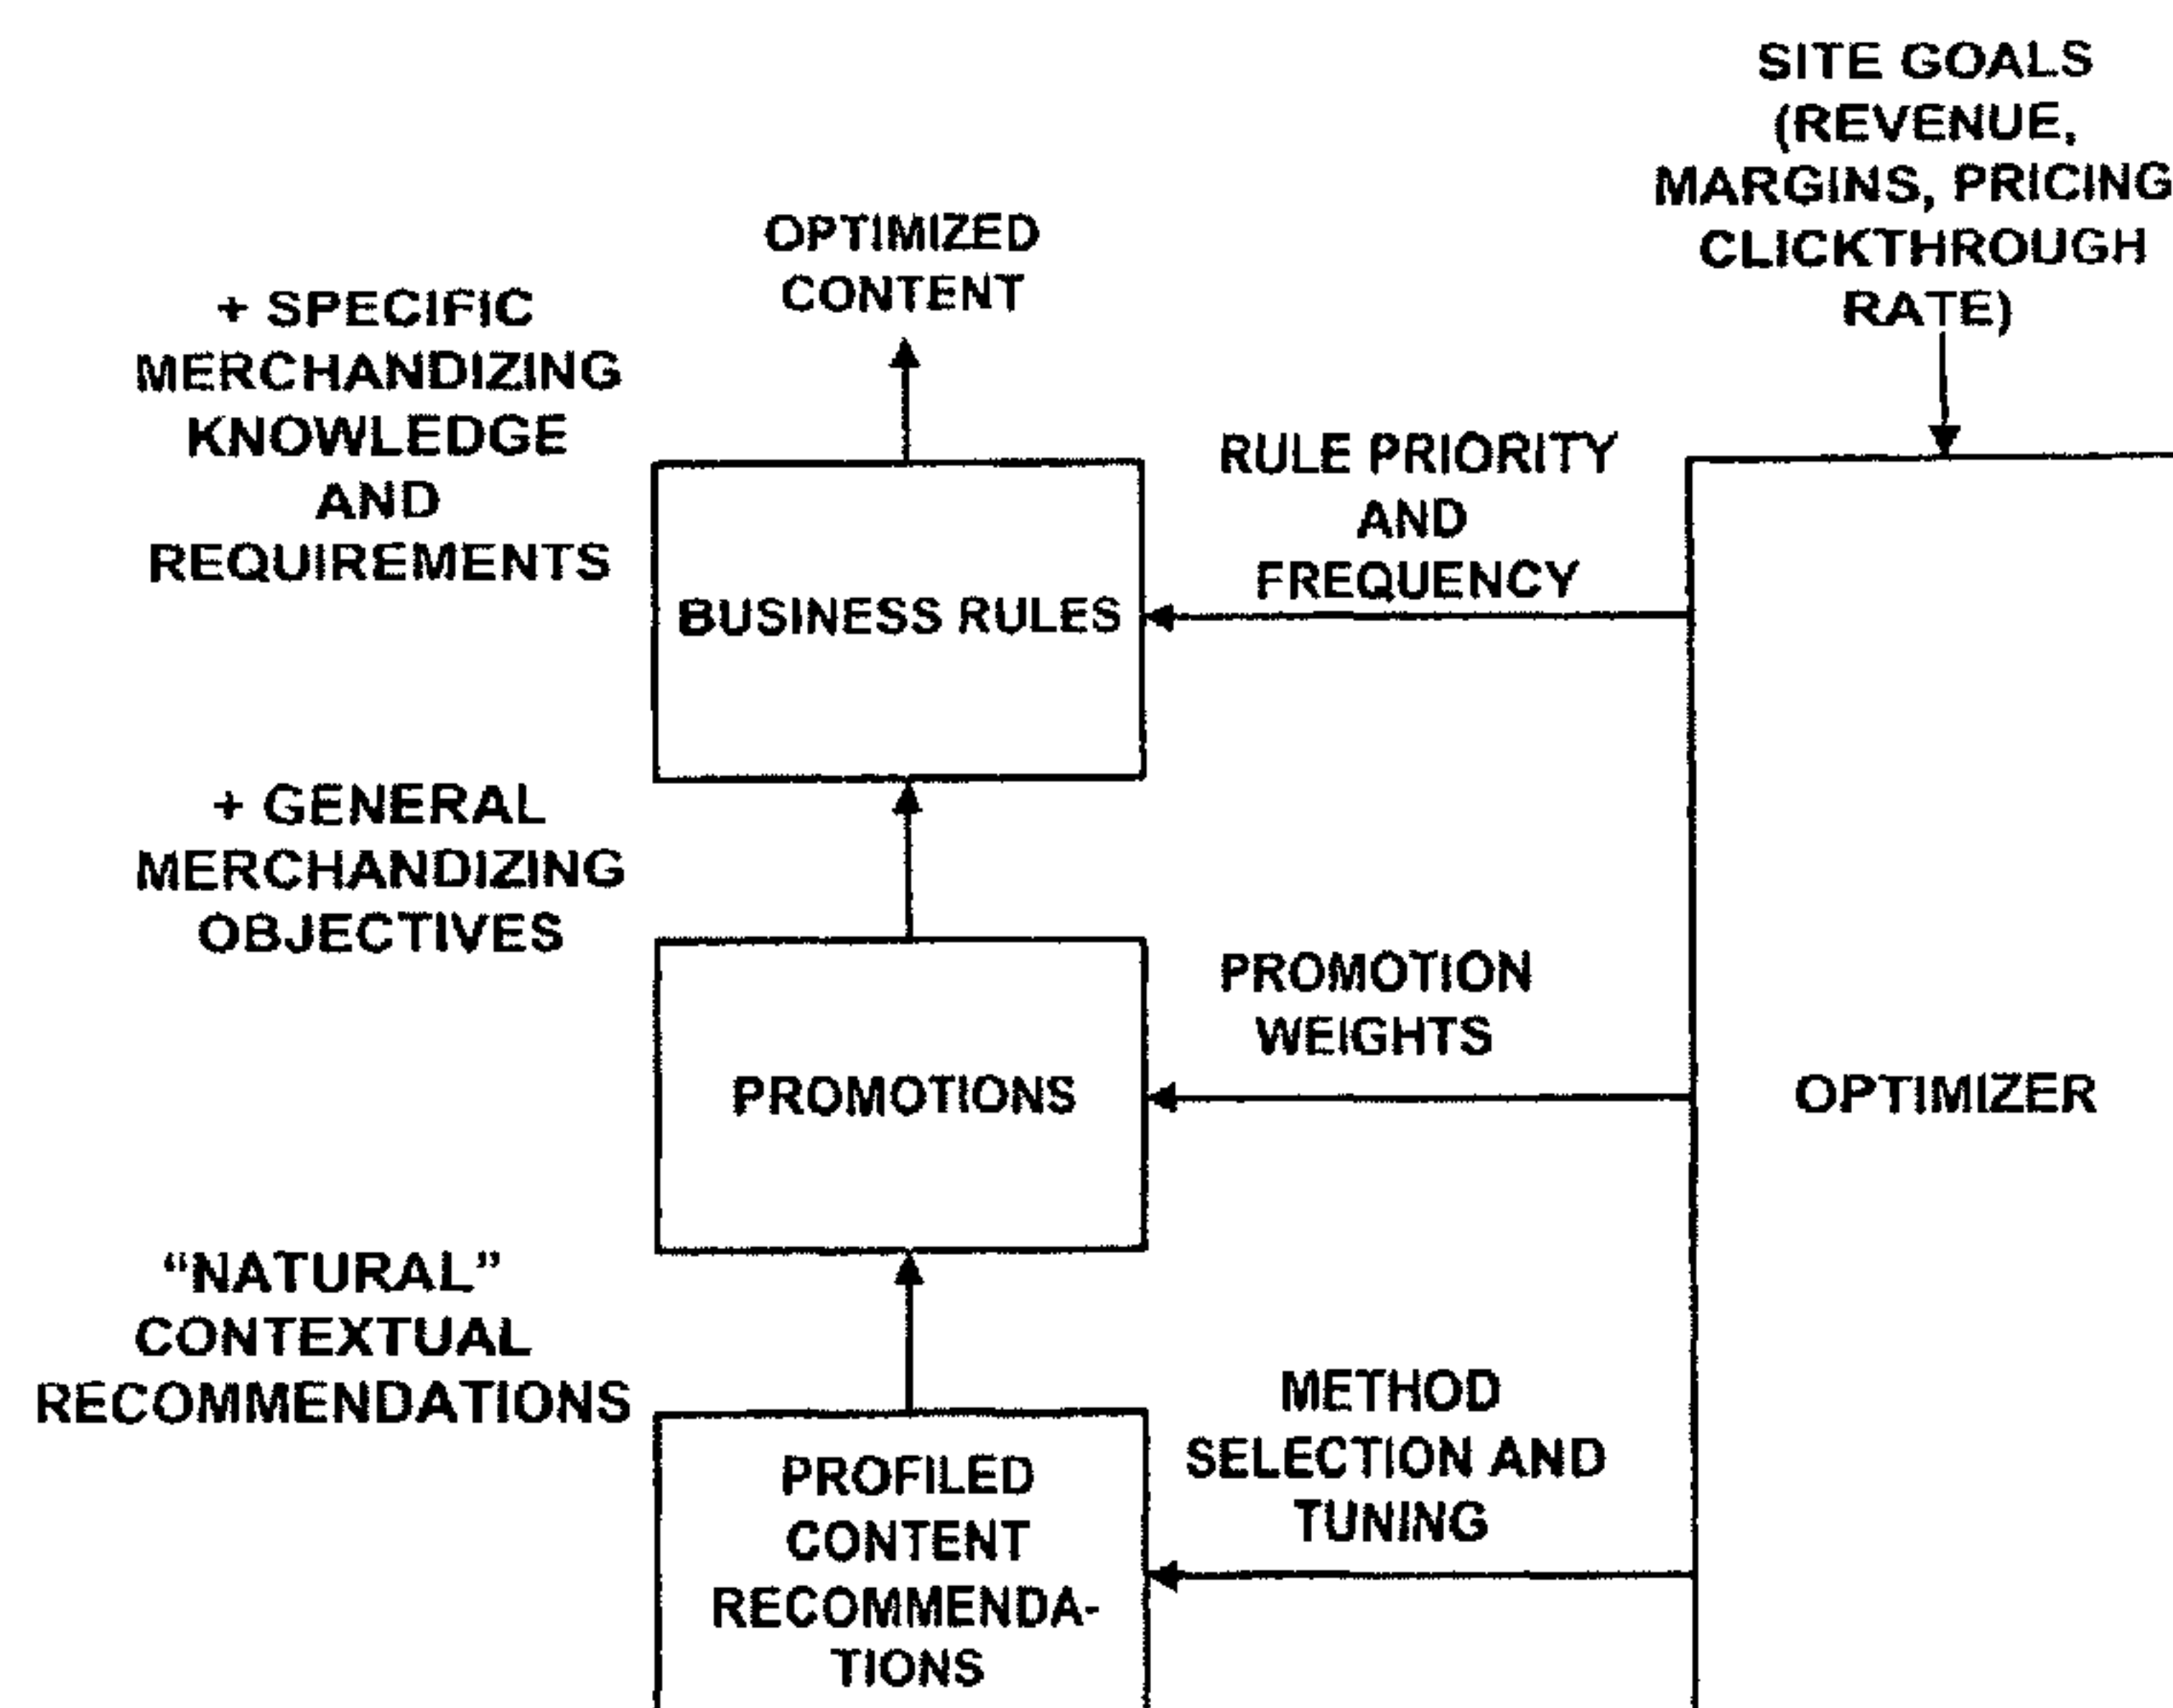 SITE GOALS
(REVENUE,
MARGINS, PRICING
CLICKTHROUGH
RATE)
OPTIMIZED
CONTENT
+ SPECIFIC
MERCHANDIZING
KNOWLEDGE
AND
REQUIREMENTS
RULE PRIORITY
AND
FREQUENCY
BUSINESS RULES
+ GENERAL
MERCHANDIZING
OBJECTIVES
PROMOTION
WEIGHTS
PROMOTIONS
OPTIMIZER
“NATURAL”
CONTEXTUAL
RECOMMENDATIONS
METHOD
SELECTION AND
TUNING
PROFILED
CONTENT
RECOMMENDA-
TIONS